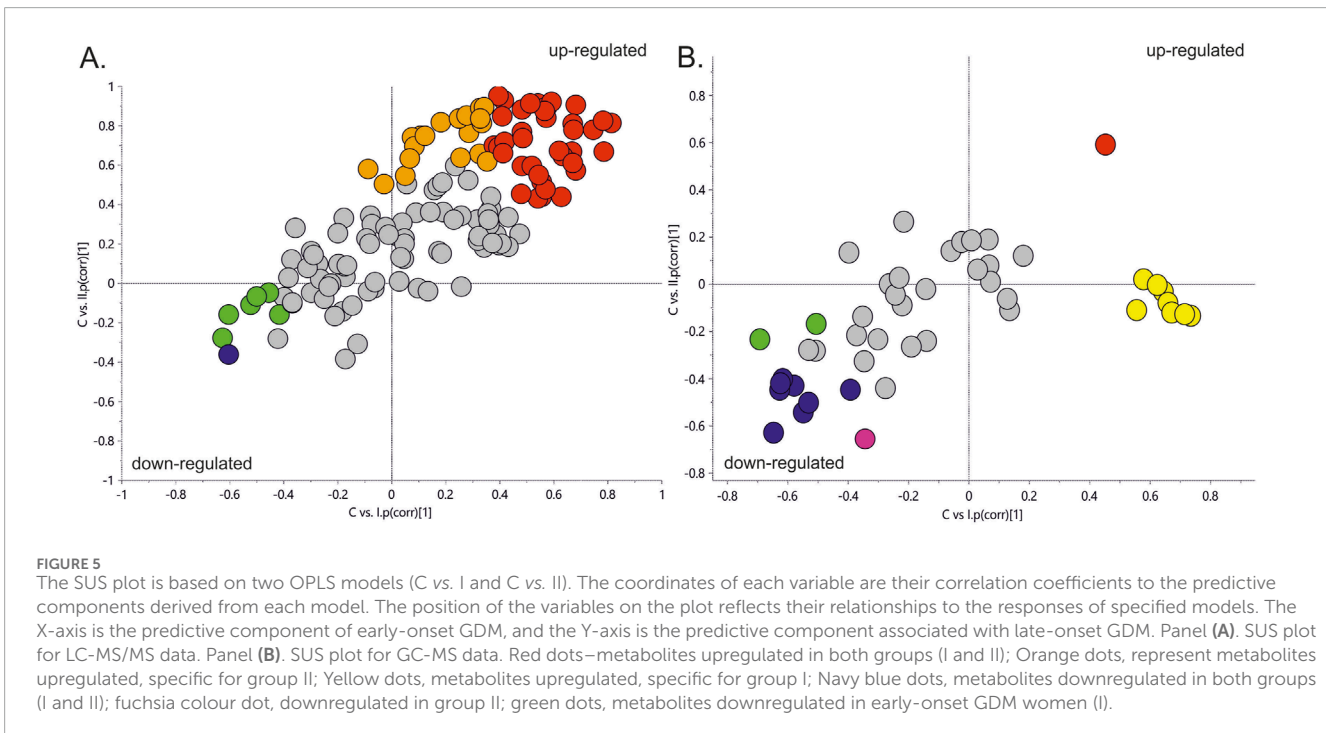 A.
up-regulated
1
0.8
0.6
0.4
0.2
0
-0.2
-0.4
-0.6
-0.8
-1
C vs. II.p(corr)[1]
down-regulated
-1
-0.8
-0.6
-0.4
-0.2
0
0.2
0.4
0.6
0.8
1
C vs. I.p(corr)[1]
B.
up-regulated
0.8
0.6
0.4
0.2
0
-0.2
-0.4
-0.6
-0.8
C vs. II.p(corr)[1]
down-regulated
-0.8
-0.6
-0.4
-0.2
0
0.2
0.4
0.6
0.8
C vs I.p(corr)[1]
FIGURE 5
The SUS plot is based on two OPLS models (C vs. I and C vs. II). The coordinates of each variable are their correlation coefficients to the predictive
components derived from each model. The position of the variables on the plot reflects their relationships to the responses of specified models. The
X-axis is the predictive component of early-onset GDM, and the Y-axis is the predictive component associated with late-onset GDM. Panel (A). SUS plot
for LC-MS/MS data. Panel (B). SUS plot for GC-MS data. Red dots–metabolites upregulated in both groups (I and II); Orange dots, represent metabolites
upregulated, specific for group II; Yellow dots, metabolites upregulated, specific for group I; Navy blue dots, metabolites downregulated in both groups
(I and II); fuchsia colour dot, downregulated in group II; green dots, metabolites downregulated in early-onset GDM women (I).